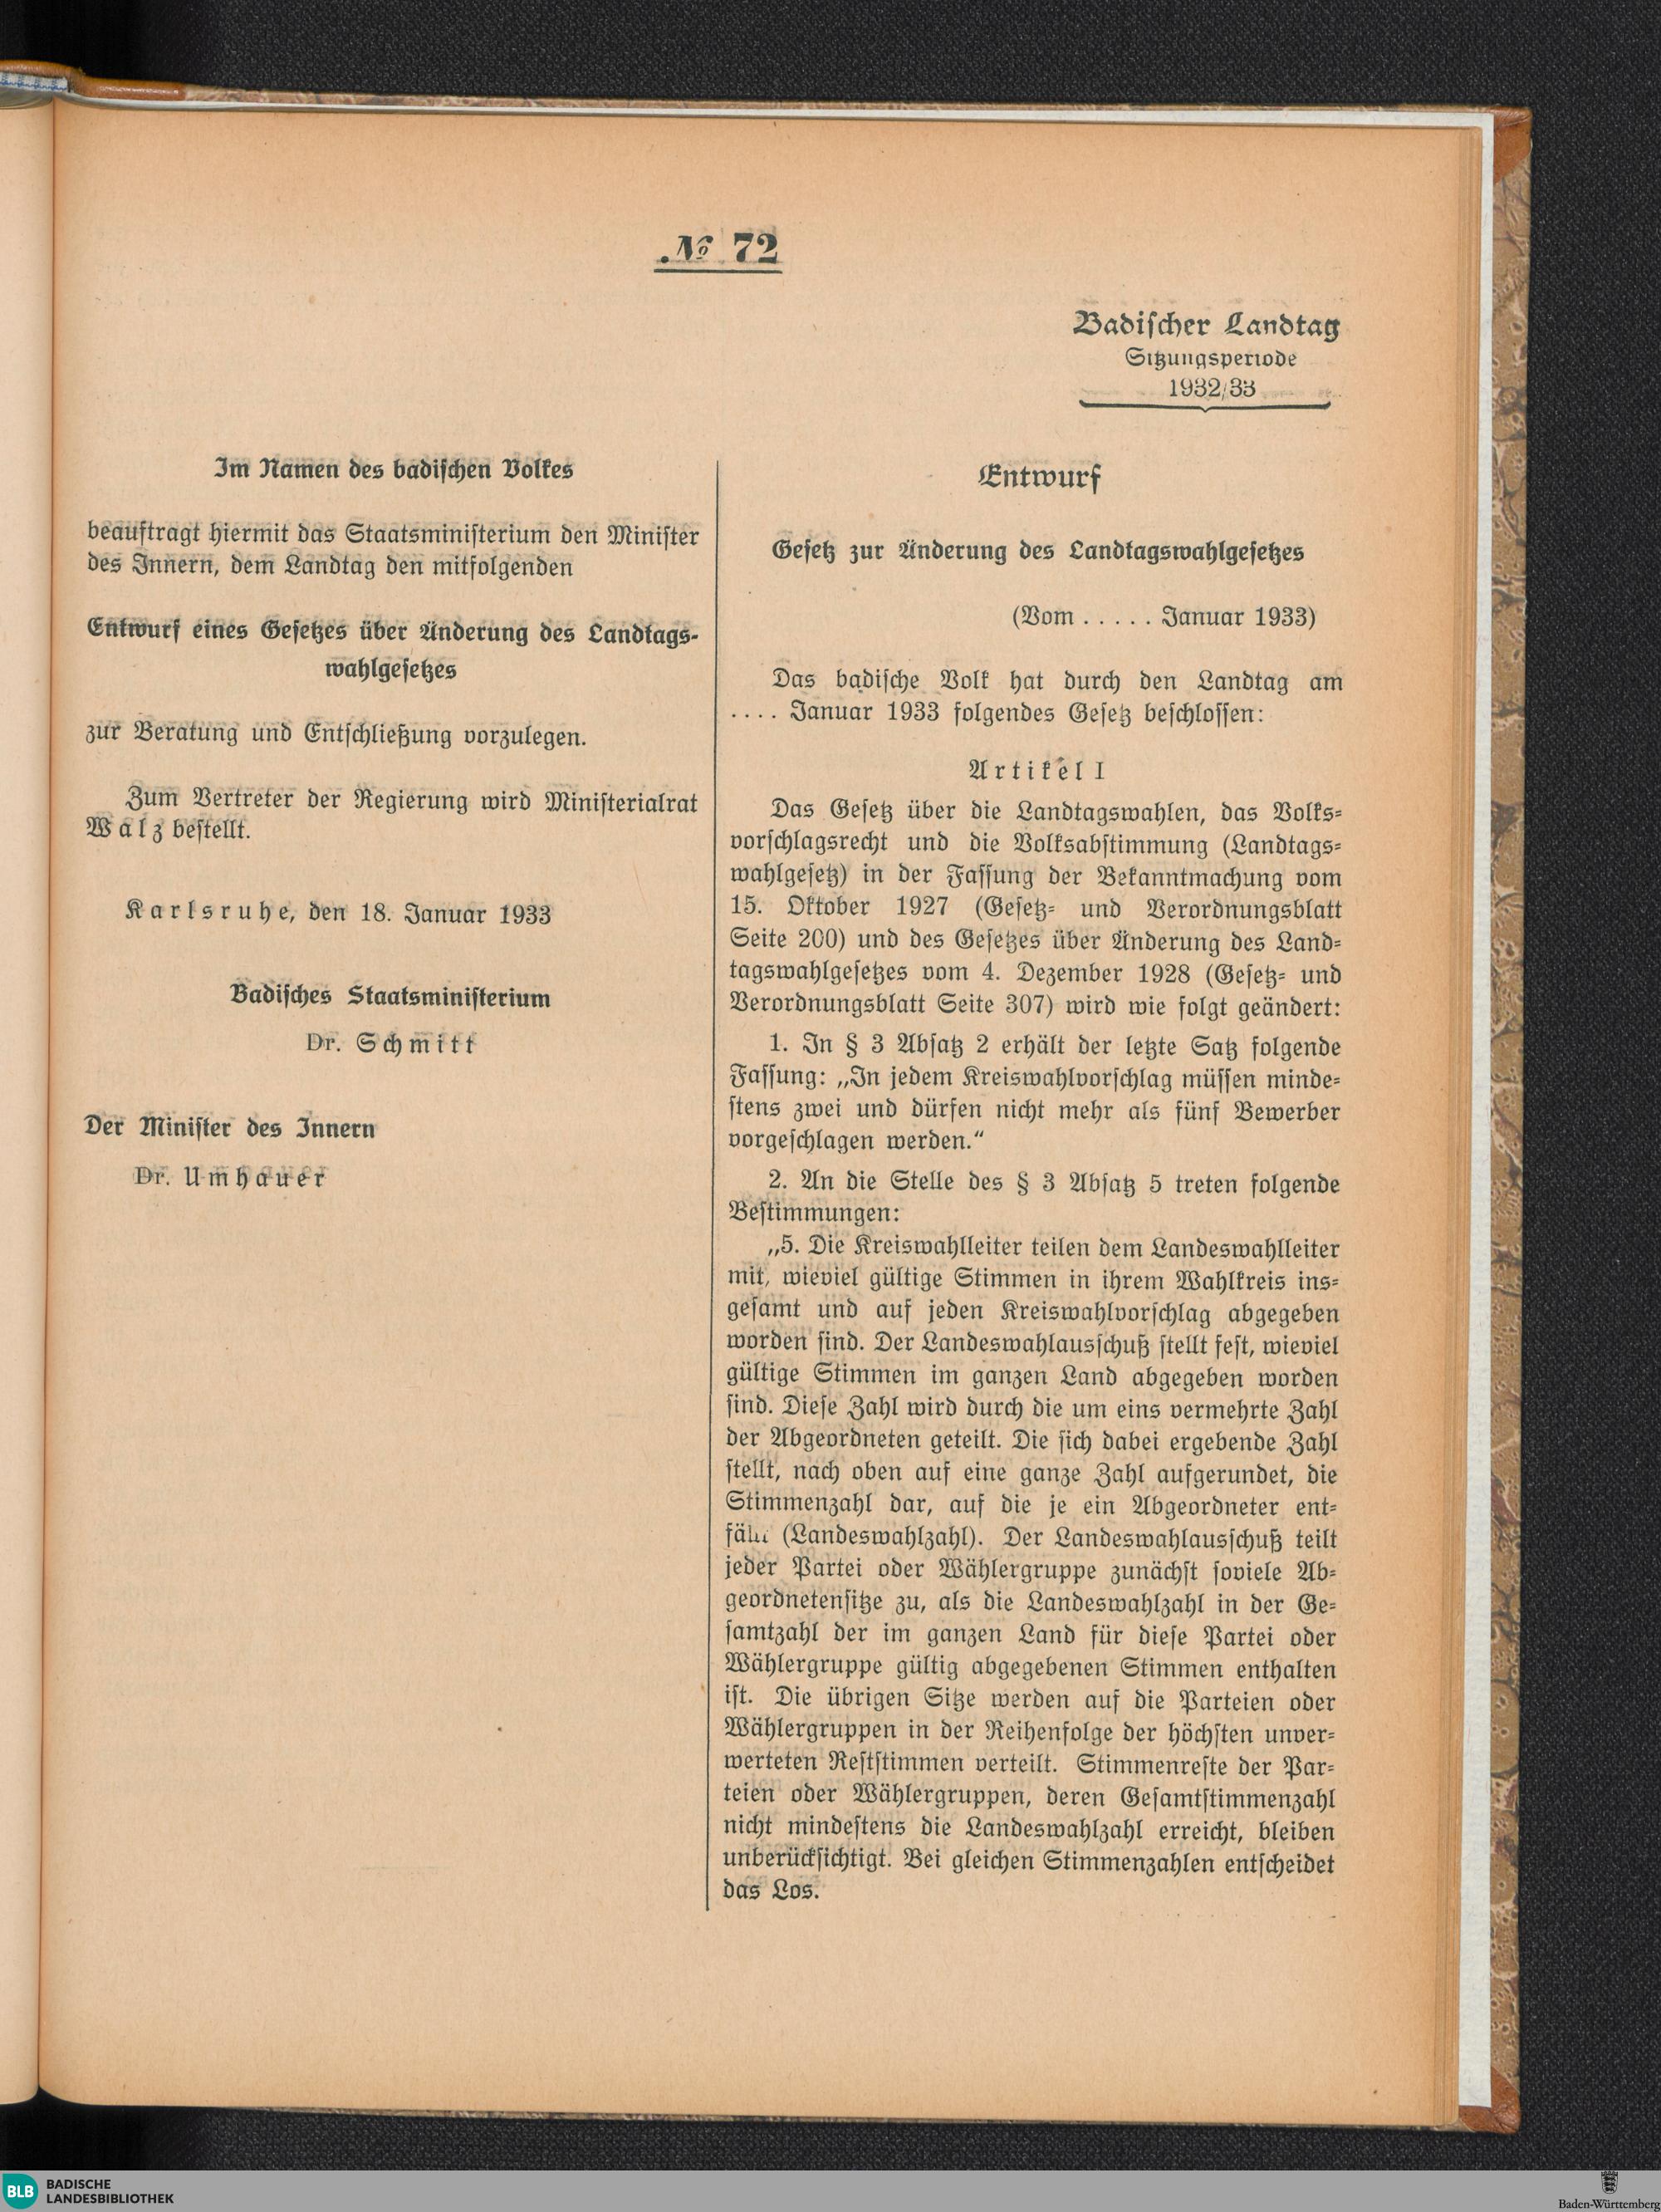 № 72
Badischer Landtag
Sitzungsperiode
1932/33
Im Namen des badischen Volkes
beauftragt hiermit das Staatsministerium den Minister
des Innern, dem Landtag den mitfolgenden
Entwurf eines Gesetzes über Änderung des Landtags-
wahlgesetzes
zur Beratung und Entschließung vorzulegen.
Zum Vertreter der Regierung wird Ministerialrat
Walz bestellt.
Karlsruhe, den 18. Januar 1933
Badisches Staatsministerium
Dr. Schmitt
Der Minister des Innern
Dr. Umhauer
Entwurf
Gesetz zur Änderung des Landtagswahlgesetzes
(Vom . . . . . Januar 1933)
Das badische Volk hat durch den Landtag am
. . . . Januar 1933 folgendes Gesetz beschlossen:
Artikel I
Das Gesetz über die Landtagswahlen, das Volks-
vorschlagsrecht und die Volksabstimmung (Landtags-
wahlgesetz) in der Fassung der Bekanntmachung vom
15. Oktober 1927 (Gesetz- und Verordnungsblatt
Seite 200) und des Gesetzes über Änderung des Land-
tagswahlgesetzes vom 4. Dezember 1928 (Gesetz- und
Verordnungsblatt Seite 307) wird wie folgt geändert:
1. In § 3 Absatz 2 erhält der letzte Satz folgende
Fassung: „In jedem Kreiswahlvorschlag müssen minde-
stens zwei und dürfen nicht mehr als fünf Bewerber
vorgeschlagen werden.“
2. An die Stelle des § 3 Absatz 5 treten folgende
Bestimmungen:
„5. Die Kreiswahlleiter teilen dem Landeswahlleiter
mit, wieviel gültige Stimmen in ihrem Wahlkreis ins-
gesamt und auf jeden Kreiswahlvorschlag abgegeben
worden sind. Der Landeswahlausschuß stellt fest, wieviel
gültige Stimmen im ganzen Land abgegeben worden
sind. Diese Zahl wird durch die um eins vermehrte Zahl
der Abgeordneten geteilt. Die sich dabei ergebende Zahl
stellt, nach oben auf eine ganze Zahl aufgerundet, die
Stimmenzahl dar, auf die je ein Abgeordneter ent-
fällt (Landeswahlzahl). Der Landeswahlausschuß teilt
jeder Partei oder Wählergruppe zunächst soviele Ab-
geordnetensitze zu, als die Landeswahlzahl in der Ge-
samtzahl der im ganzen Land für diese Partei oder
Wählergruppe gültig abgegebenen Stimmen enthalten
ist. Die übrigen Sitze werden auf die Parteien oder
Wählergruppen in der Reihenfolge der höchsten unver-
werteten Reststimmen verteilt. Stimmenreste der Par-
teien oder Wählergruppen, deren Gesamtstimmenzahl
nicht mindestens die Landeswahlzahl erreicht, bleiben
unberücksichtigt. Bei gleichen Stimmenzahlen entscheidet
das Los.
BLB
BADISCHE
LANDESBIBLIOTHEK
Baden-Württemberg